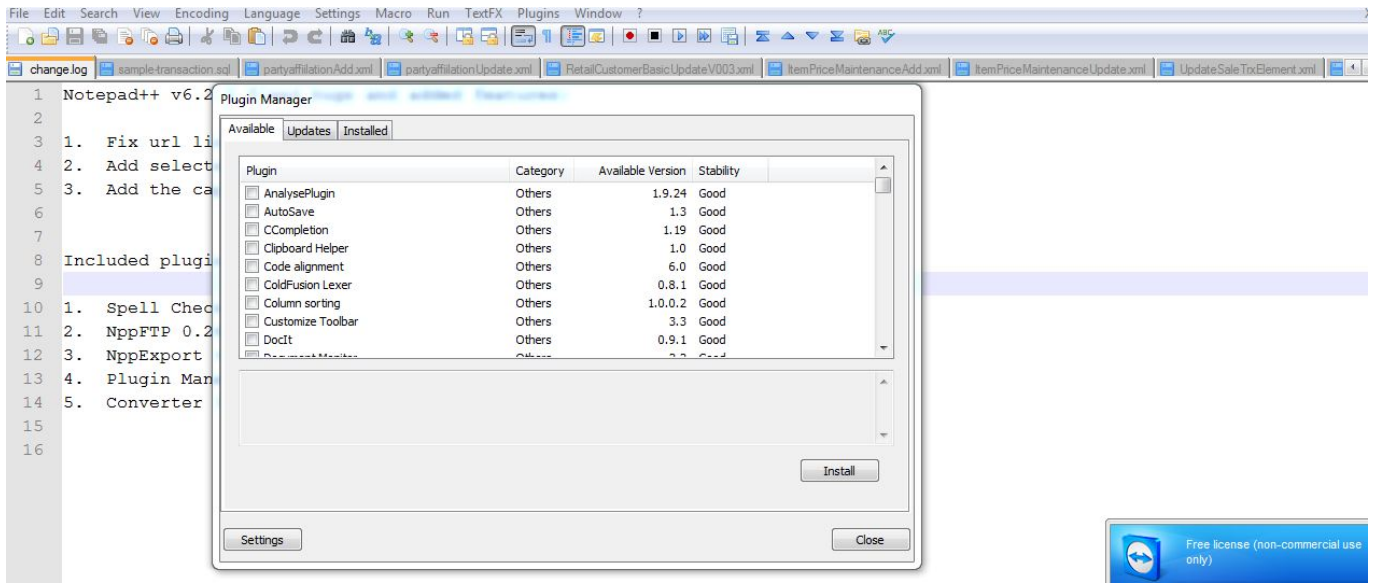 File Edit Search View Encoding Language Settings Macro Run TextFX Plugins Window ?
change.log sample-transaction.sql partyaffiliationAdd.xml partyaffiliationUpdate.xml RetailCustomerBasicUpdateV003.xml ItemPriceMaintenanceAdd.xml ItemPriceMaintenanceUpdate.xml UpdateSaleTrxElement.xml
1 Notepad++ v6.2
2
3 1. Fix url li
4 2. Add select
5 3. Add the ca
6
7
8 Included plugi
9
10 1. Spell Chec
11 2. NppFTP 0.2
12 3. NppExport
13 4. Plugin Man
14 5. Converter
15
16
Plugin Manager
Available Updates Installed
Plugin Category Available Version Stability
AnalysePlugin Others 1.9.24 Good
AutoSave Others 1.3 Good
CCompletion Others 1.19 Good
Clipboard Helper Others 1.0 Good
Code alignment Others 6.0 Good
ColdFusion Lexer Others 0.8.1 Good
Column sorting Others 1.0.0.2 Good
Customize Toolbar Others 3.3 Good
DocIt Others 0.9.1 Good
Install
Settings Close
Free license (non-commercial use
only)